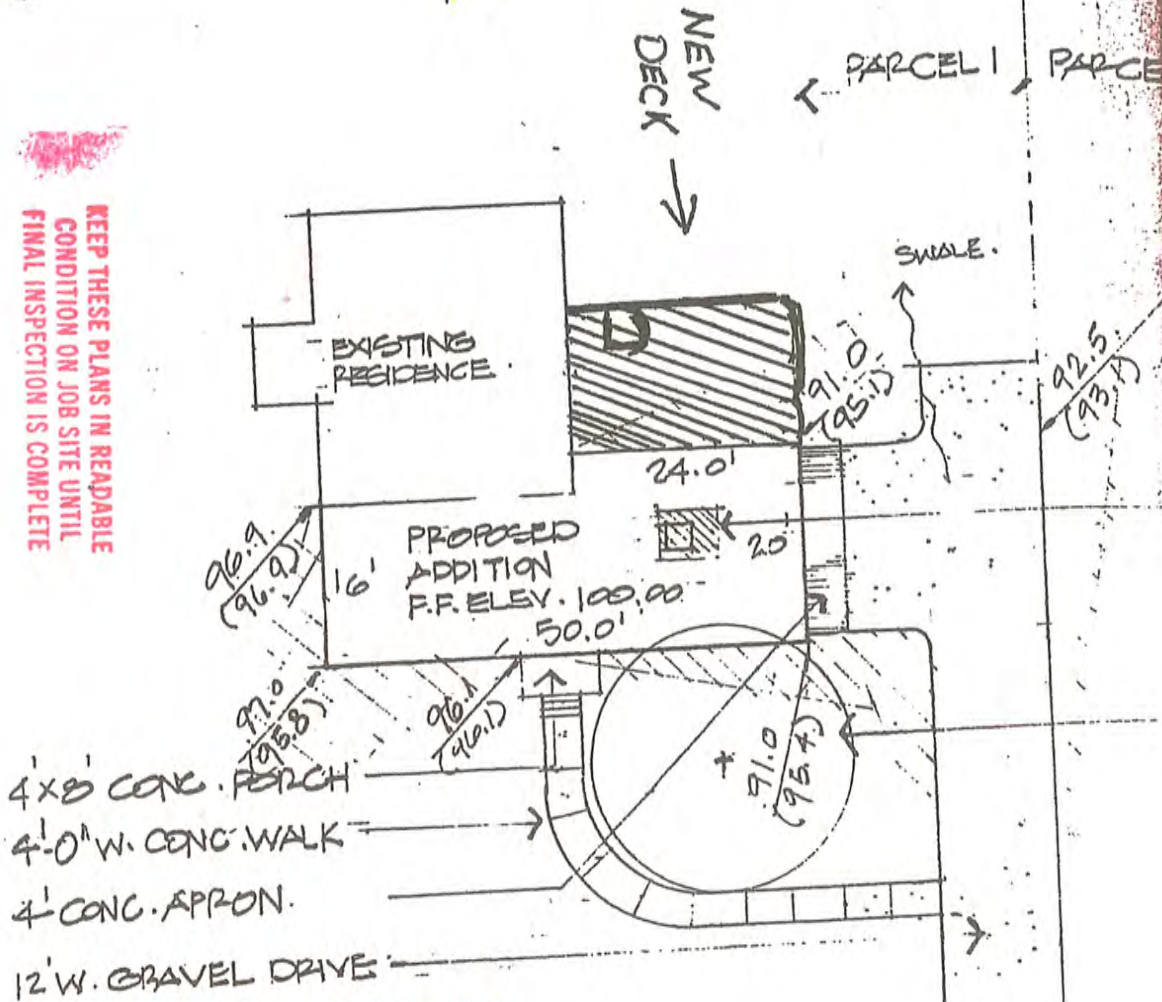 NEW
DECK
PARCEL 1
KEEP THESE PLANS IN READABLE
CONDITION ON JOB SITE UNTIL
FINAL INSPECTION IS COMPLETE
SWALE.
EXISTING
RESIDENCE.
91.0
(95.1)
92.5
(93.1)
24.0'
PROPOSED
ADDITION
F.F. ELEV. 100.00
50.0'
20'
16'
96.9
(96.9)
97.0
(95.8)
96.1
(96.1)
91.0
(95.4)
4'X8' CONC. PORCH
4'-0" W. CONC. WALK
4' CONC. APRON.
12' W. GRAVEL DRIVE